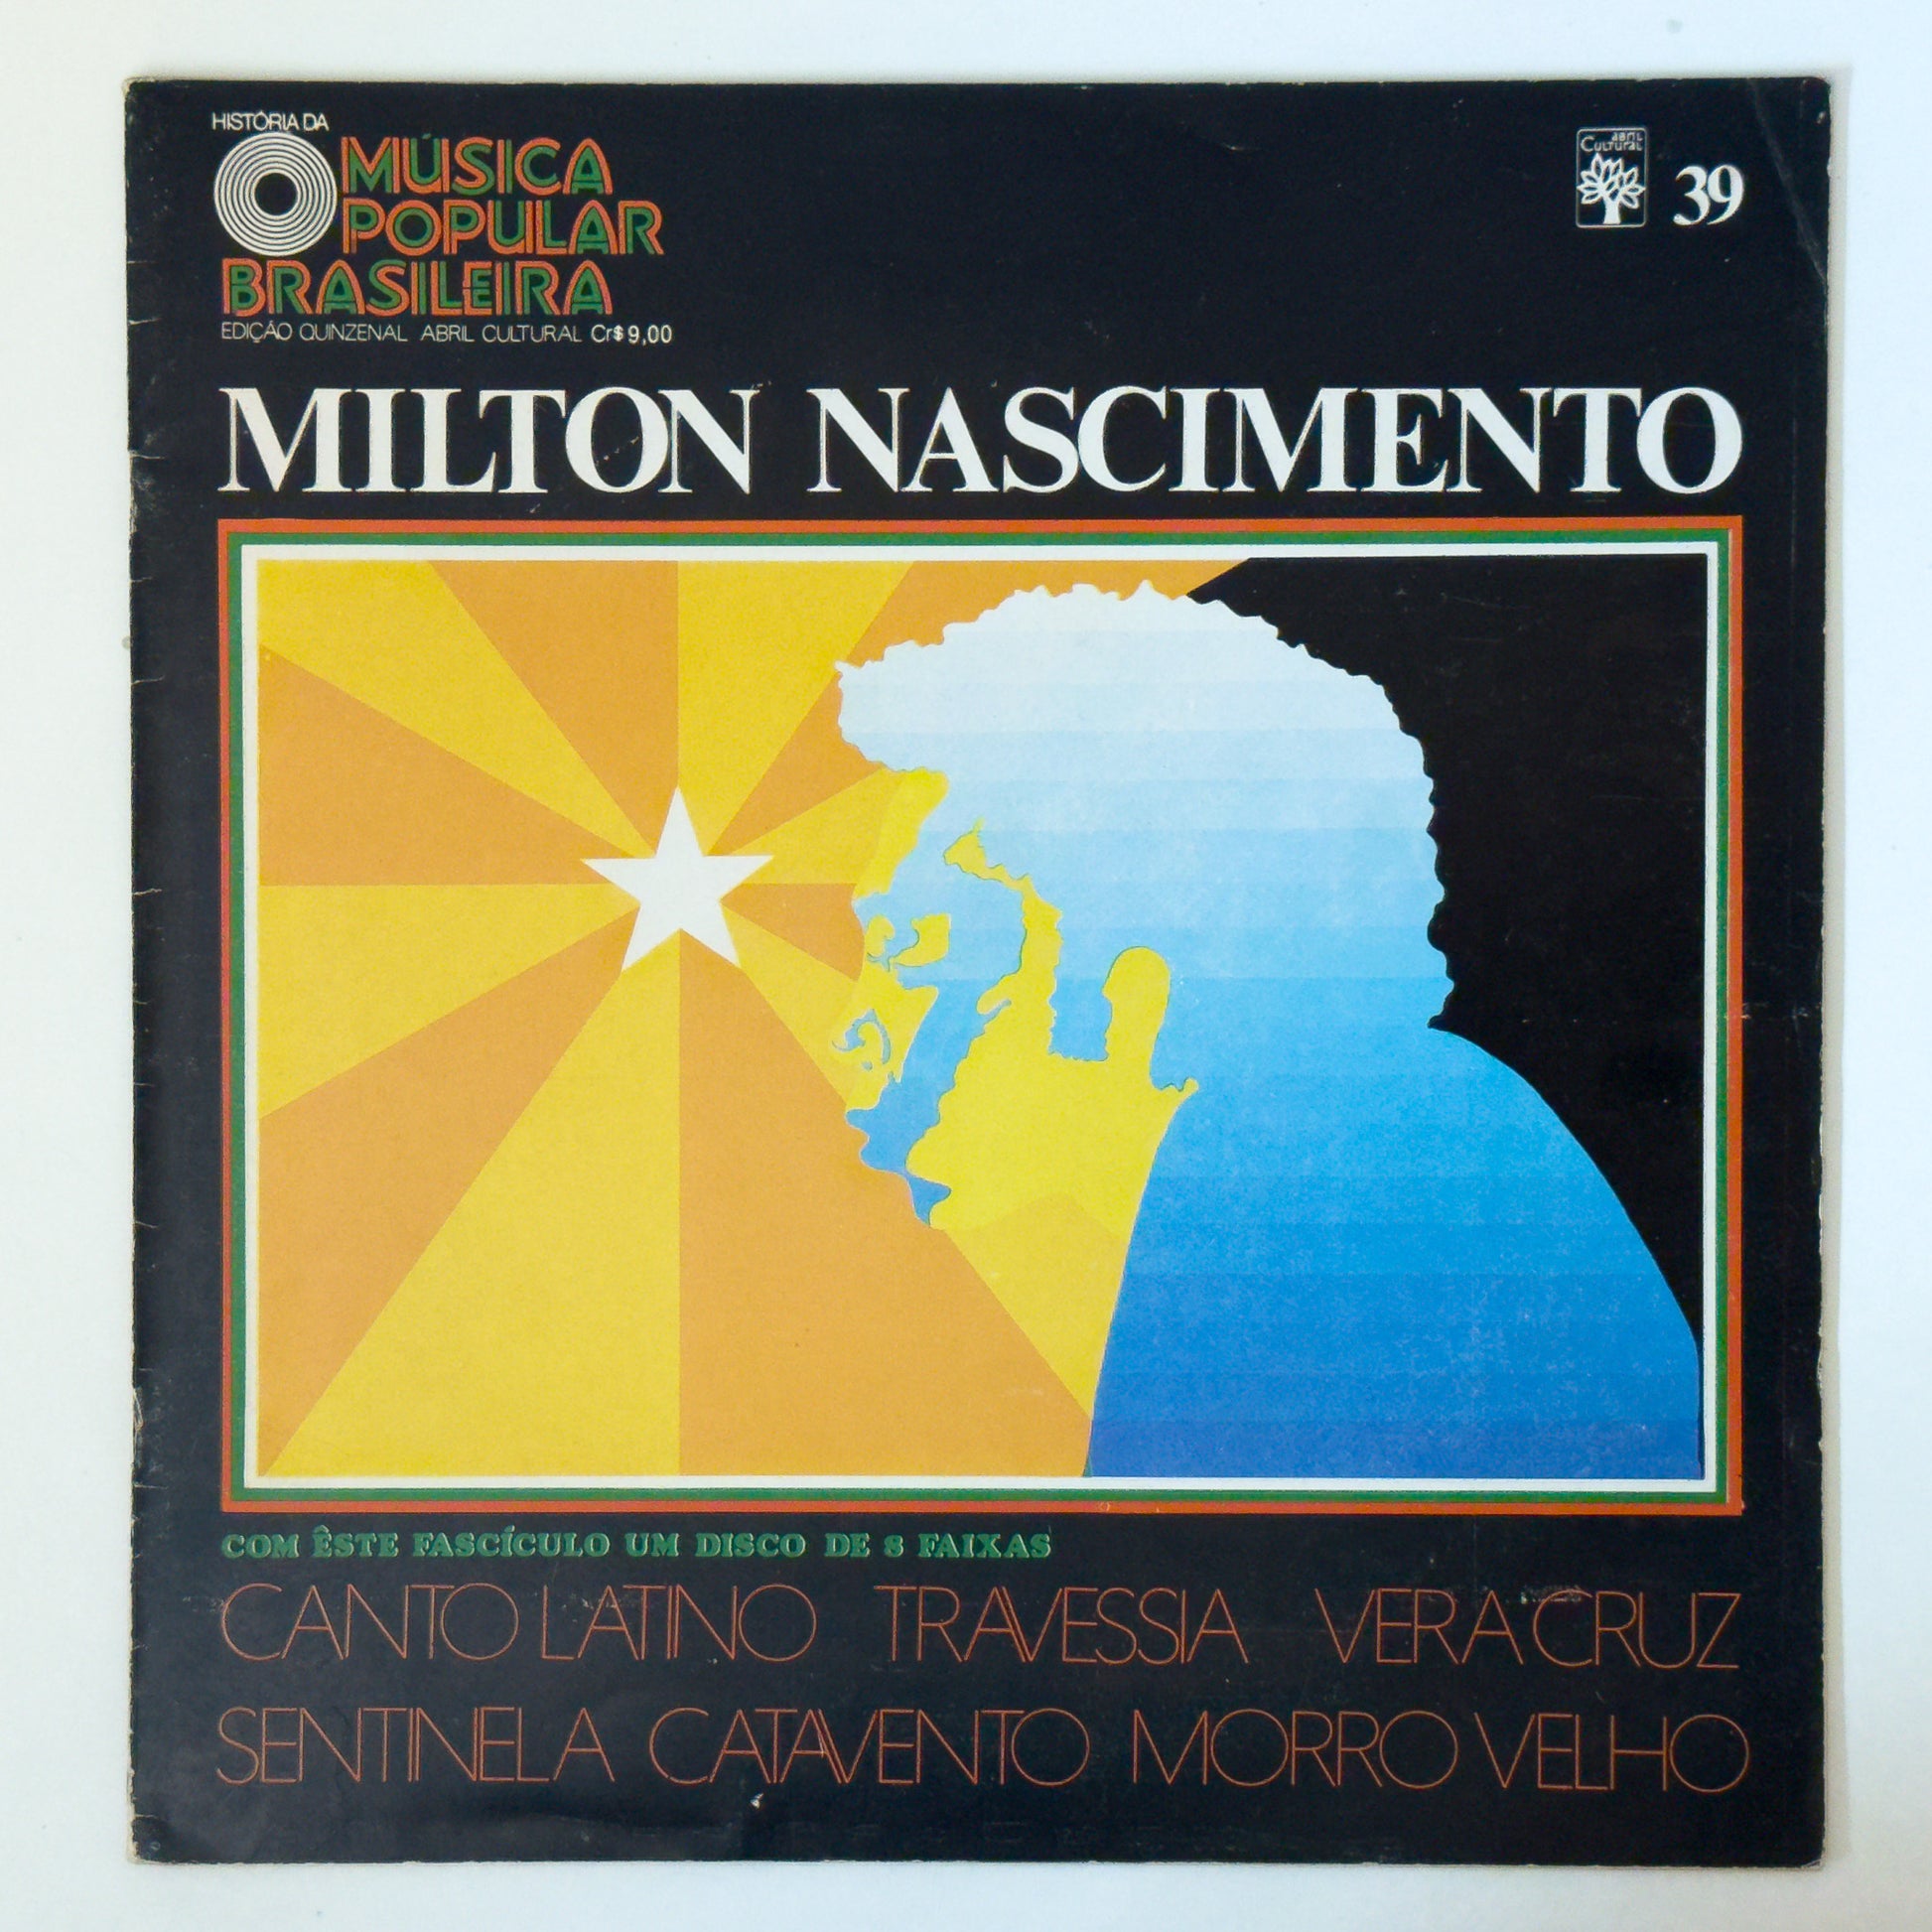 HISTÓRIA DA
MÚSICA
POPULAR
BRASILEIRA
EDIÇÃO QUINZENAL ABRIL CULTURAL Cr$ 9,00
abril
Cultural
39
MILTON NASCIMENTO
COM ÊSTE FASCÍCULO UM DISCO DE 8 FAIXAS
CANTO LATINO TRAVESSIA VERA CRUZ
SENTINELA CATAVENTO MORRO VELHO